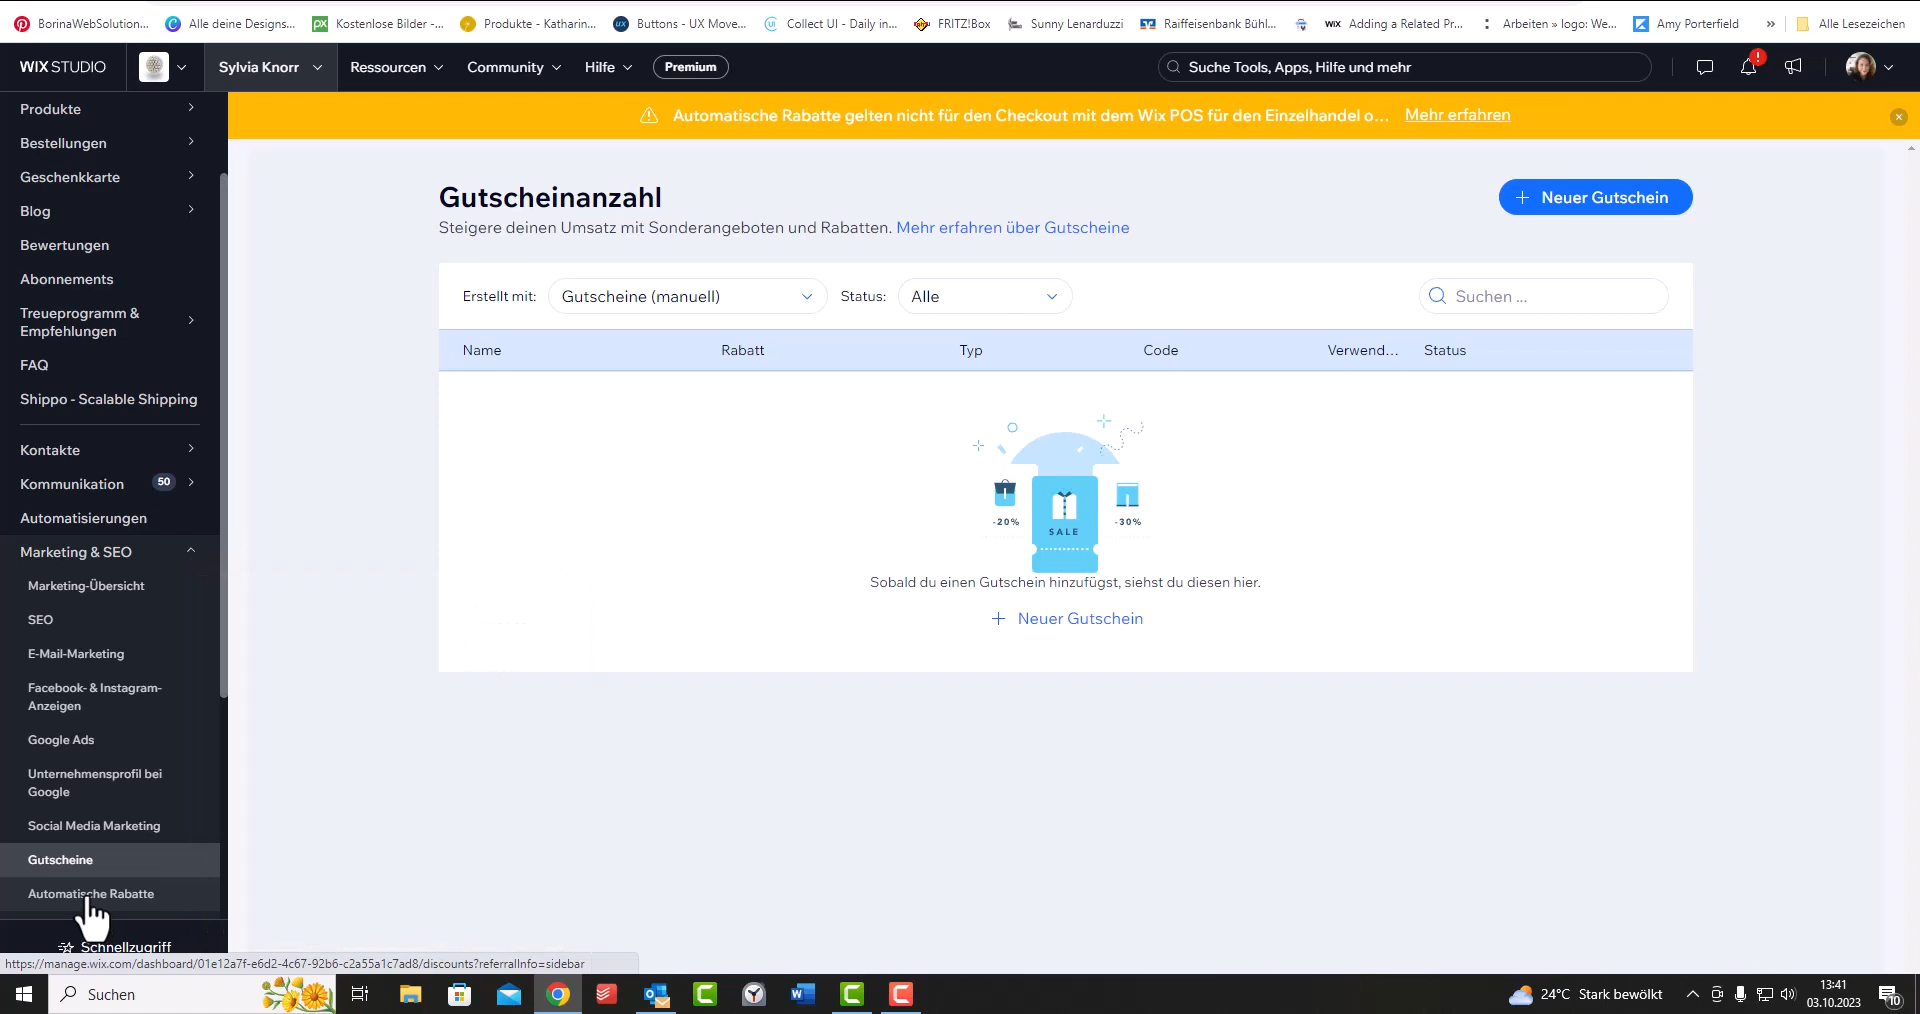 BorinaWebSolution...
Alle deine Designs...
Kostenlose Bilder -...
Produkte - Katharin...
Buttons - UX Move...
Collect UI - Daily in...
FRITZ!Box
Sunny Lenarduzzi
Raiffeisenbank Bühl...
WIX Adding a Related Pr...
Arbeiten » logo: We...
Amy Porterfield
»
Alle Lesezeichen
WIX STUDIO
Sylvia Knorr
Ressourcen
Community
Hilfe
Premium
Suche Tools, Apps, Hilfe und mehr
Produkte
Bestellungen
Geschenkkarte
Blog
Bewertungen
Abonnements
Treueprogramm &
Empfehlungen
FAQ
Shippo - Scalable Shipping
Kontakte
Kommunikation 50
Automatisierungen
Marketing & SEO
Marketing-Übersicht
SEO
E-Mail-Marketing
Facebook- & Instagram-
Anzeigen
Google Ads
Unternehmensprofil bei
Google
Social Media Marketing
Gutscheine
Automatische Rabatte
Schnellzugriff
Automatische Rabatte gelten nicht für den Checkout mit dem Wix POS für den Einzelhandel o... Mehr erfahren
Gutscheinanzahl
+ Neuer Gutschein
Steigere deinen Umsatz mit Sonderangeboten und Rabatten. Mehr erfahren über Gutscheine
Erstellt mit: Gutscheine (manuell) Status: Alle
Suchen ...
Name Rabatt Typ Code Verwend... Status
-20%
SALE
-30%
Sobald du einen Gutschein hinzufügst, siehst du diesen hier.
+ Neuer Gutschein
https://manage.wix.com/dashboard/01e12a7f-e6d2-4c67-92b6-c2a55a1c7ad8/discounts?referralInfo=sidebar
Suchen
24°C Stark bewölkt
13:41
03.10.2023
10